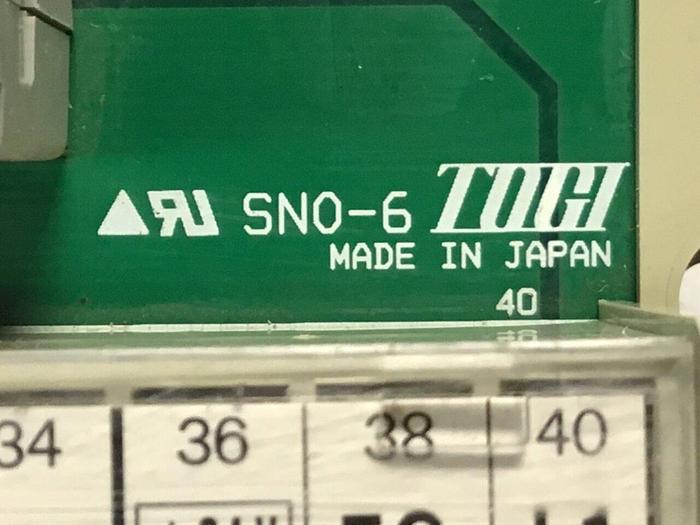 SNO-6 TOGI
MADE IN JAPAN
40
34 36 38 40